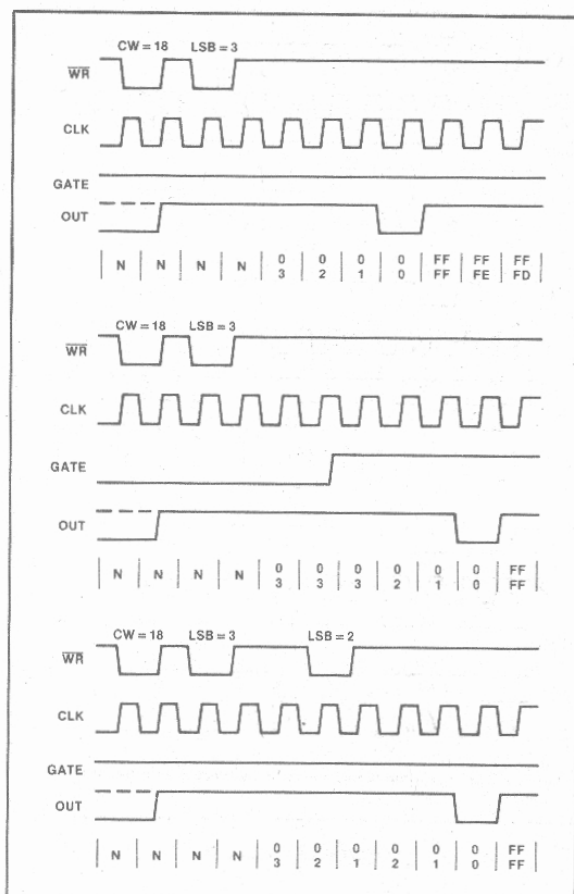 CW = 18 LSB = 3
WR
CLK
GATE
OUT
N N N N 0 0 0 0 FF FF FF
3 2 1 0 FF FE FD
CW = 18 LSB = 3
WR
CLK
GATE
OUT
N N N N 0 0 0 0 0 0 FF
3 3 3 2 1 0 FF
CW = 18 LSB = 3 LSB = 2
WR
CLK
GATE
OUT
N N N N 0 0 0 0 0 0 FF
3 2 1 2 1 0 FF